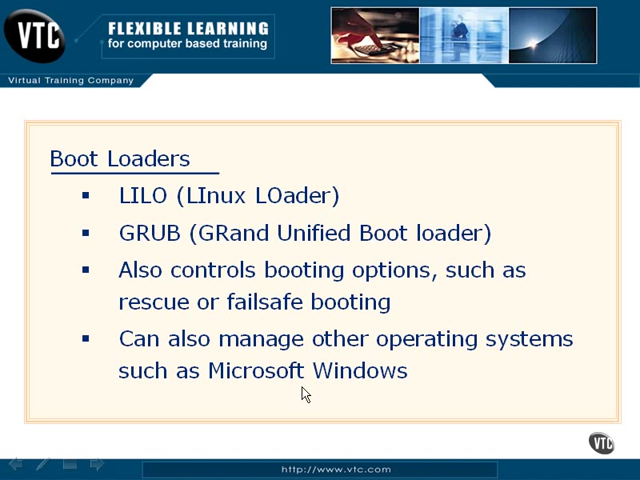 VTC
FLEXIBLE LEARNING
for computer based training
Virtual Training Company
Boot Loaders
▪ LILO (LInux LOader)
▪ GRUB (GRand Unified Boot loader)
▪ Also controls booting options, such as
rescue or failsafe booting
▪ Can also manage other operating systems
such as Microsoft Windows
VTC
http://www.vtc.com